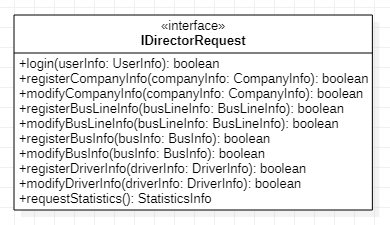 «interface»
IDirectorRequest
+login(userInfo: UserInfo): boolean
+registerCompanyInfo(companyInfo: CompanyInfo): boolean
+modifyCompanyInfo(companyInfo: CompanyInfo): boolean
+registerBusLineInfo(busLineInfo: BusLineInfo): boolean
+modifyBusLineInfo(busLineInfo: BusLineInfo): boolean
+registerBusInfo(busInfo: BusInfo): boolean
+modifyBusInfo(busInfo: BusInfo): boolean
+registerDriverInfo(driverInfo: DriverInfo): boolean
+modifyDriverInfo(driverInfo: DriverInfo): boolean
+requestStatistics(): StatisticsInfo